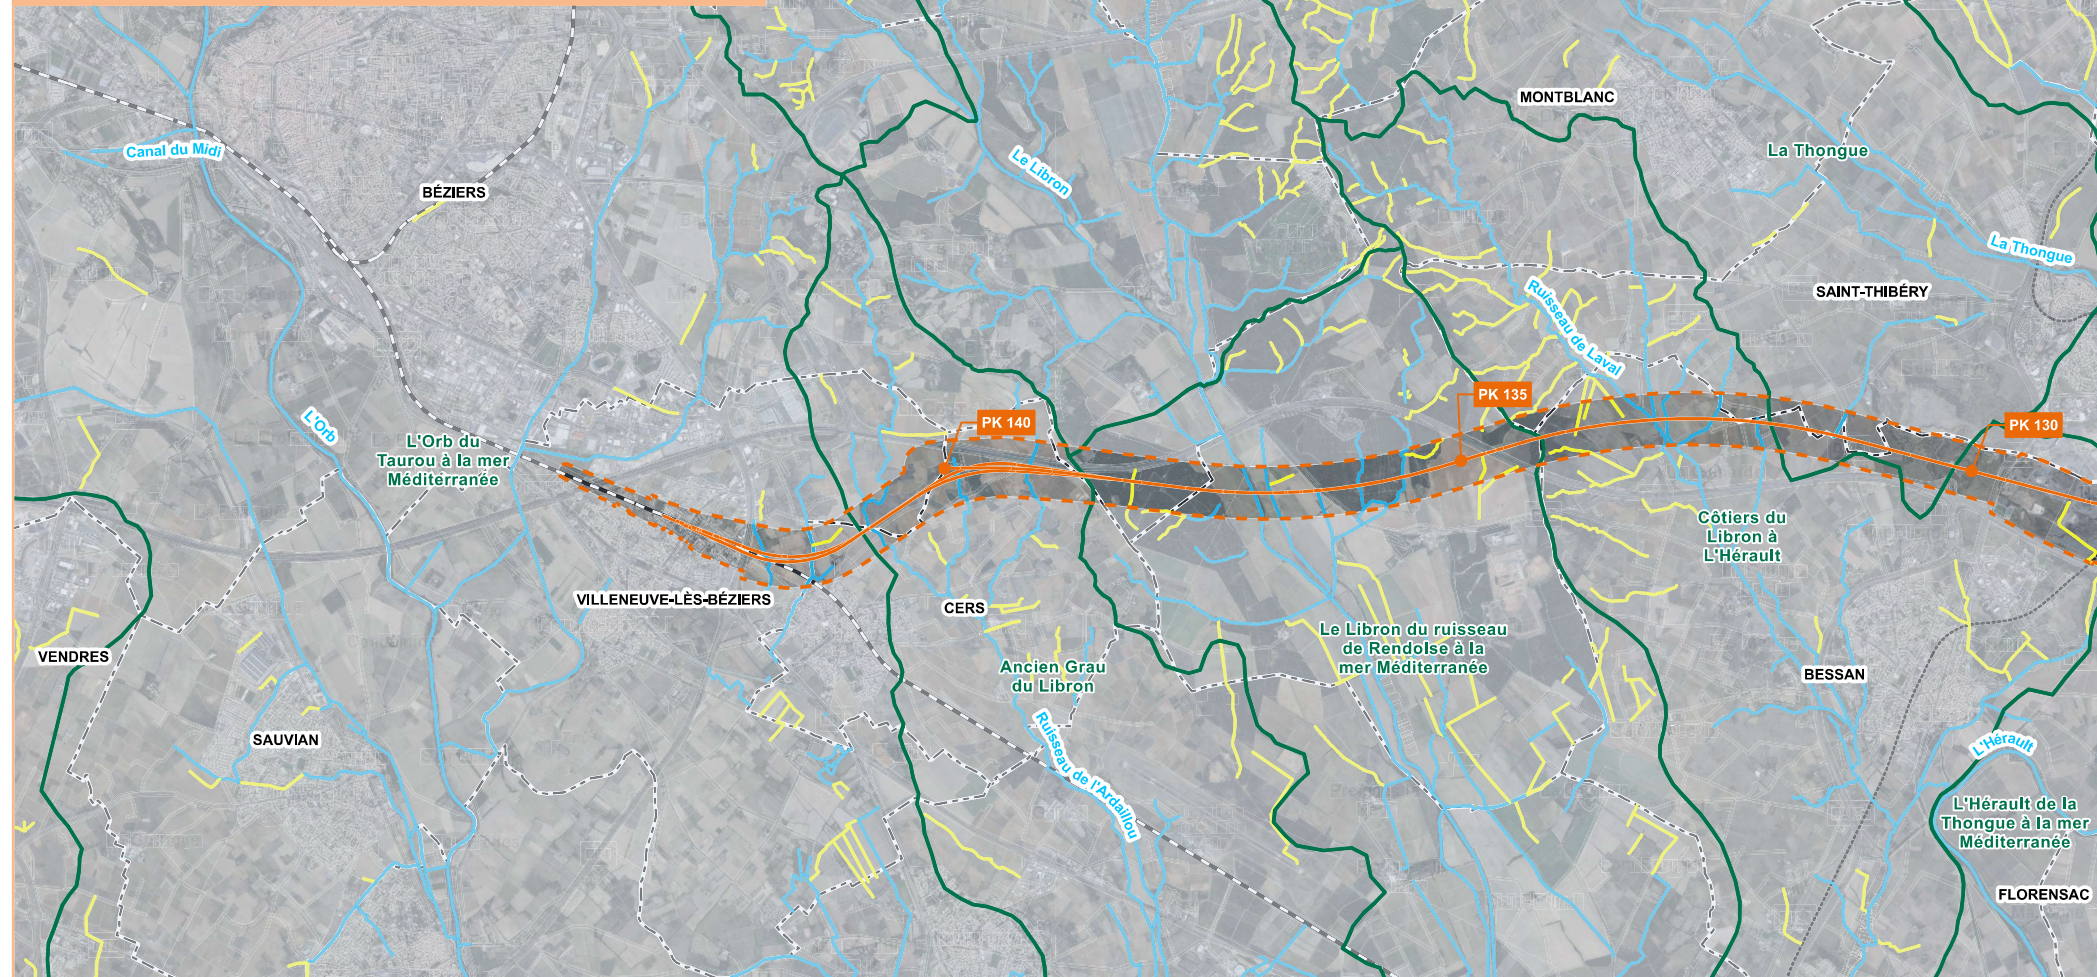 MONTBLANC
Canal du Midi
La Thongue
Le Libron
BÉZIERS
La Thongue
SAINT-THIBÉRY
Ruisseau de Laval
PK 135
L'Orb
PK 140
PK 130
L'Orb du
Taurou à la mer
Méditerranée
Côtiers du
Libron à
L'Hérault
VILLENEUVE-LÈS-BÉZIERS
CERS
Le Libron du ruisseau
de Rendolse à la
mer Méditerranée
VENDRES
Ancien Grau
du Libron
BESSAN
SAUVIAN
Ruisseau de l'Ardaillou
L'Hérault
L'Hérault de la
Thongue à la mer
Méditerranée
FLORENSAC